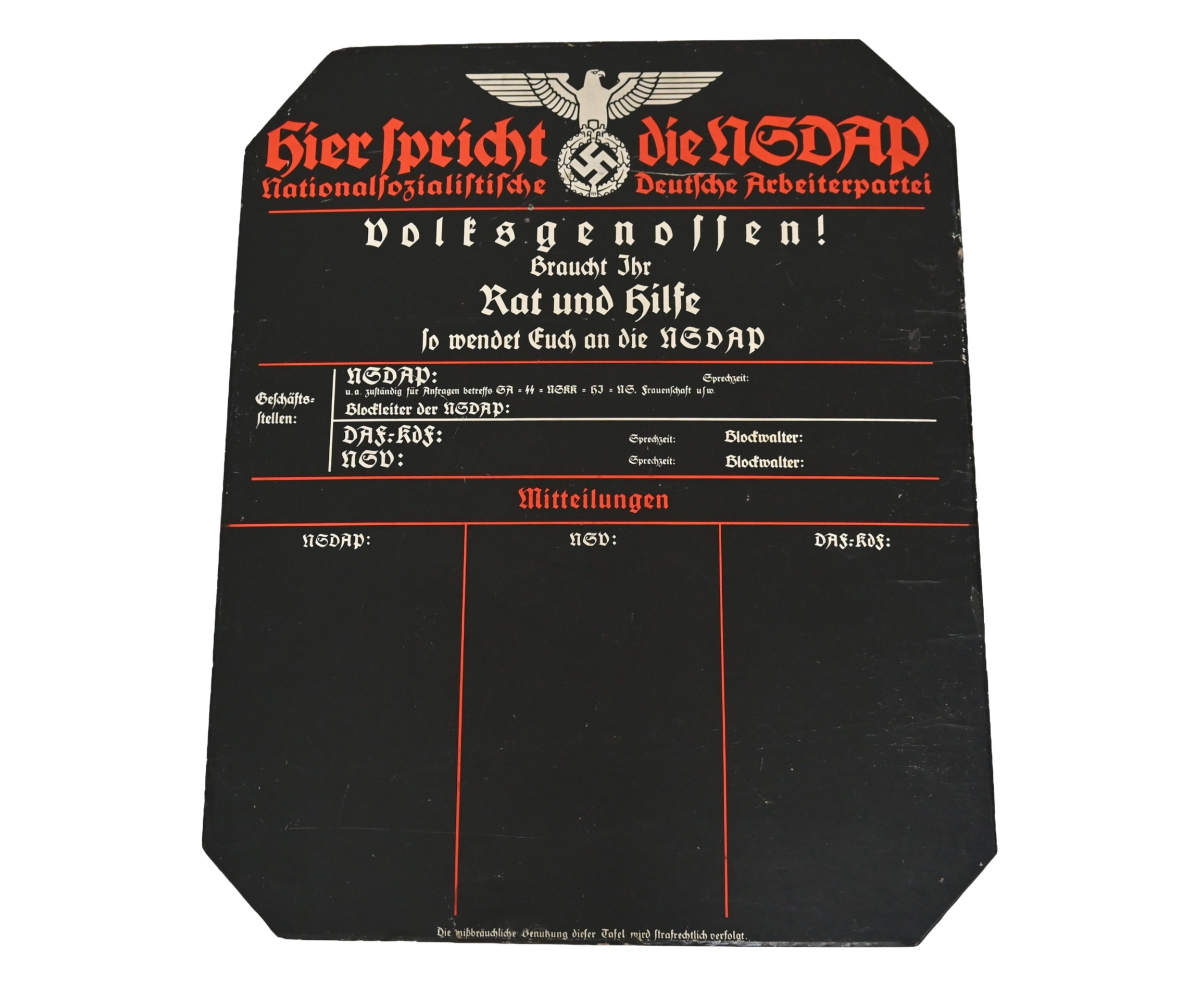 Hier spricht die NSDAP
Nationalsozialistische Deutsche Arbeiterpartei
Volksgenossen!
Braucht Ihr
Rat und Hilfe
so wendet Euch an die NSDAP
Geschäfts-
stellen:
NSDAP: Sprechzeit:
u. a. zuständig für Anfragen betreffs SA - SS - NSKK - HJ - NS. Frauenschaft usw.
Blockleiter der NSDAP:
DAF.-KdF: Sprechzeit: Blockwalter:
NSV: Sprechzeit: Blockwalter:
Mitteilungen
NSDAP: NSV: DAF.-KdF:
Die mißbräuchliche Benutzung dieser Tafel wird strafrechtlich verfolgt.